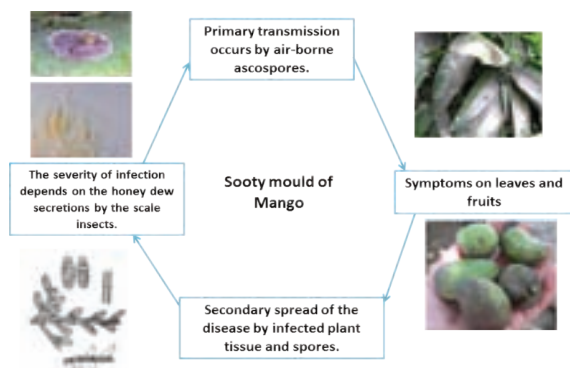 Primary transmission
occurs by air-borne
ascospores.
The severity of infection
depends on the honey dew
secretions by the scale
insects.
Sooty mould of
Mango
Symptoms on leaves and
fruits
Secondary spread of the
disease by infected plant
tissue and spores.